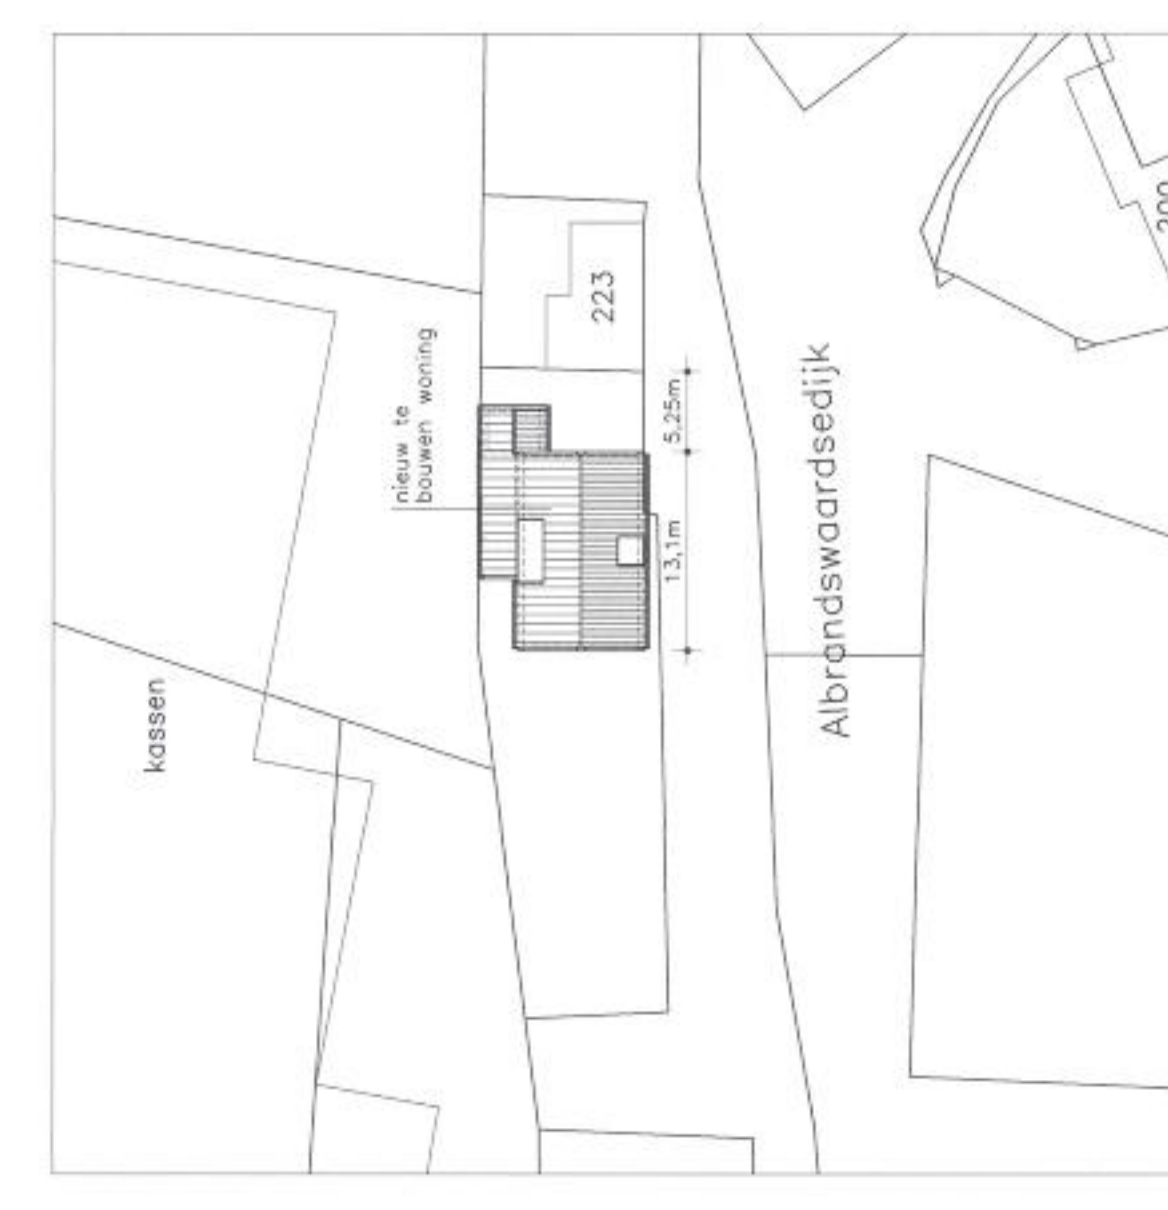 kassen
nieuw te
bouwen woning
223
5,25m
13,1m
Albrandswaardsedijk